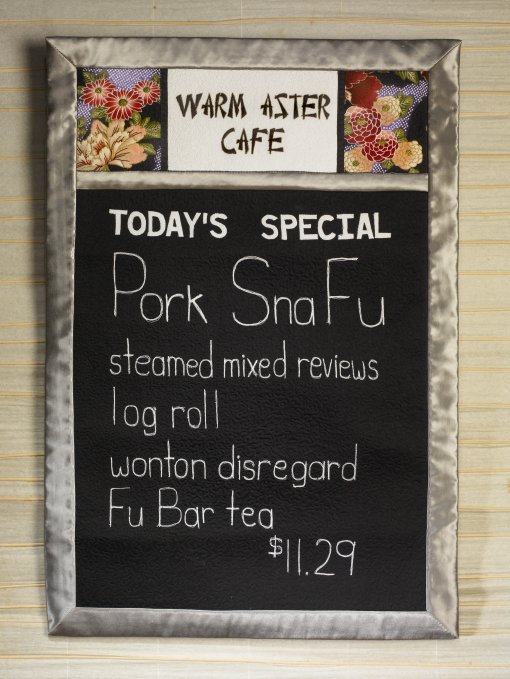 WARM ASTER
CAFE
TODAY'S SPECIAL
Pork SnaFu
steamed mixed reviews
log roll
wonton disregard
Fu Bar tea
$11.29